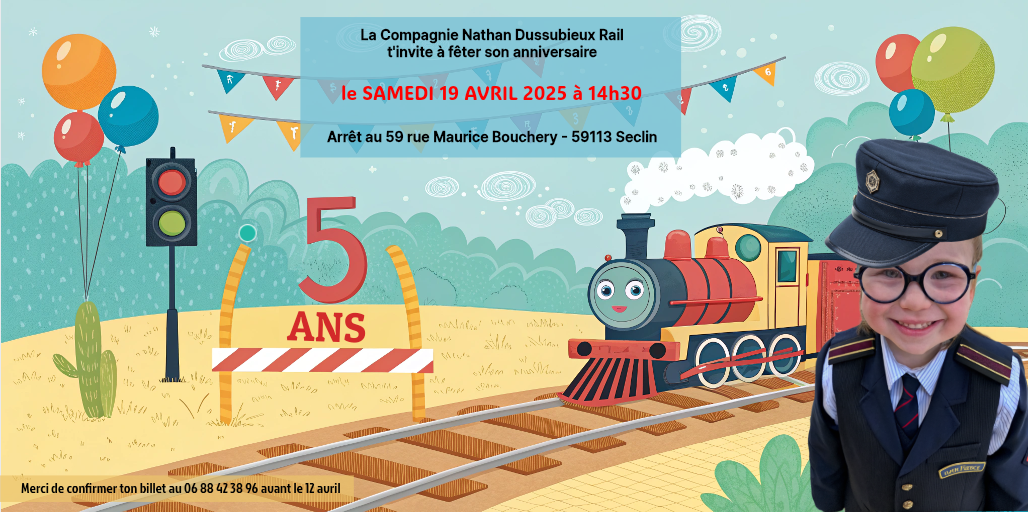 La Compagnie Nathan Dussubieux Rail
t'invite à fêter son anniversaire
le SAMEDI 19 AVRIL 2025 à 14h30
Arrêt au 59 rue Maurice Bouchery - 59113 Seclin
5
ANS
Merci de confirmer ton billet au 06 88 42 38 96 avant le 12 avril